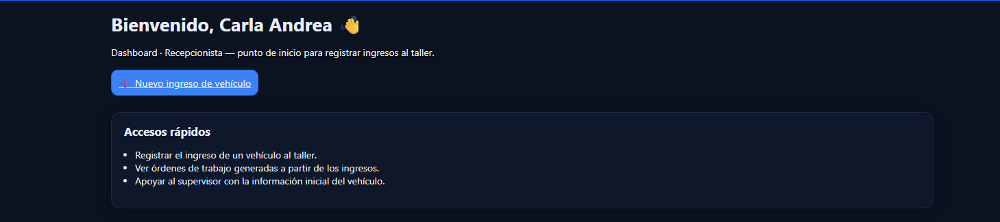 Bienvenido, Carla Andrea 👋
Dashboard · Recepcionista — punto de inicio para registrar ingresos al taller.
➕ Nuevo ingreso de vehículo
Accesos rápidos
• Registrar el ingreso de un vehículo al taller.
• Ver órdenes de trabajo generadas a partir de los ingresos.
• Apoyar al supervisor con la información inicial del vehículo.